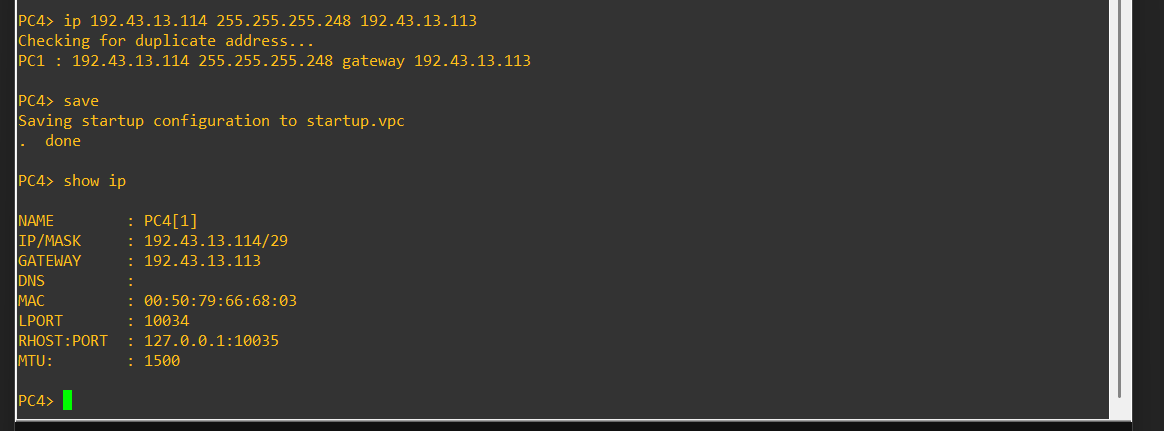 PC4> ip 192.43.13.114 255.255.255.248 192.43.13.113
Checking for duplicate address...
PC1 : 192.43.13.114 255.255.255.248 gateway 192.43.13.113
PC4> save
Saving startup configuration to startup.vpc
.  done
PC4> show ip
NAME        : PC4[1]
IP/MASK     : 192.43.13.114/29
GATEWAY     : 192.43.13.113
DNS         :
MAC         : 00:50:79:66:68:03
LPORT       : 10034
RHOST:PORT  : 127.0.0.1:10035
MTU:        : 1500
PC4>